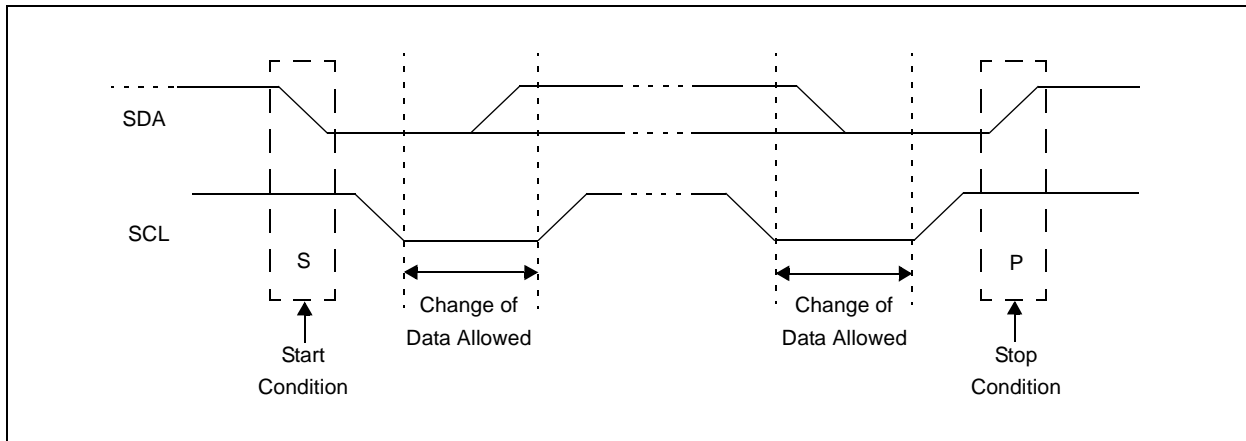 SDA
SCL
S
P
Change of
Data Allowed
Change of
Data Allowed
Start
Condition
Stop
Condition